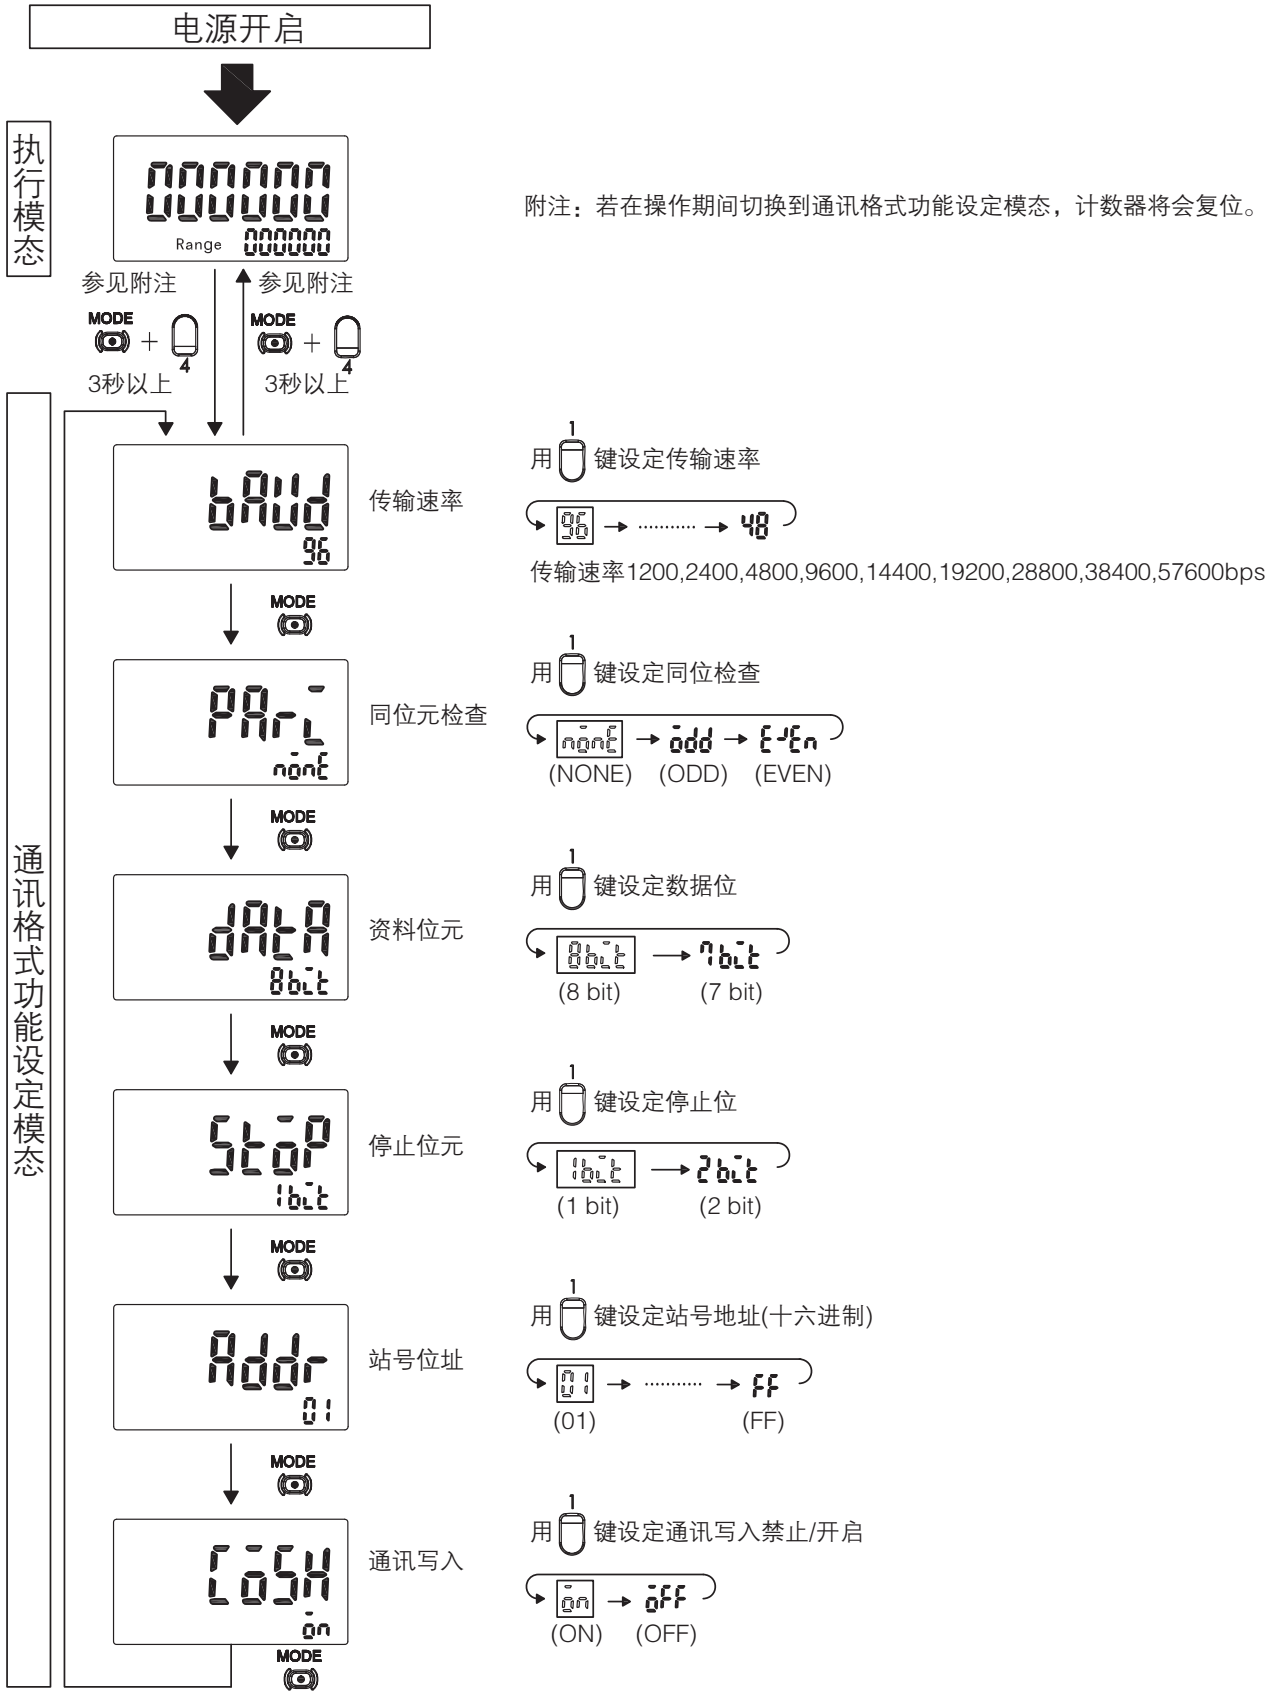 电源开启
执行模态
000000
Range 000000
附注：若在操作期间切换到通讯格式功能设定模态，计数器将会复位。
参见附注 参见附注
MODE MODE
+ +
4 4
3秒以上 3秒以上
通讯格式功能设定模态
bAUd
96
传输速率
1
用 键设定传输速率
96 ··········· 48
传输速率1200,2400,4800,9600,14400,19200,28800,38400,57600bps
MODE
PAri
nonE
同位元检查
1
用 键设定同位检查
nonE odd EvEn
(NONE) (ODD) (EVEN)
MODE
dAtA
8bit
资料位元
1
用 键设定数据位
8bit 7bit
(8 bit) (7 bit)
MODE
StoP
1bit
停止位元
1
用 键设定停止位
1bit 2bit
(1 bit) (2 bit)
MODE
Addr
01
站号位址
1
用 键设定站号地址(十六进制)
01 ··········· FF
(01) (FF)
MODE
CoSH
on
通讯写入
1
用 键设定通讯写入禁止/开启
on oFF
(ON) (OFF)
MODE